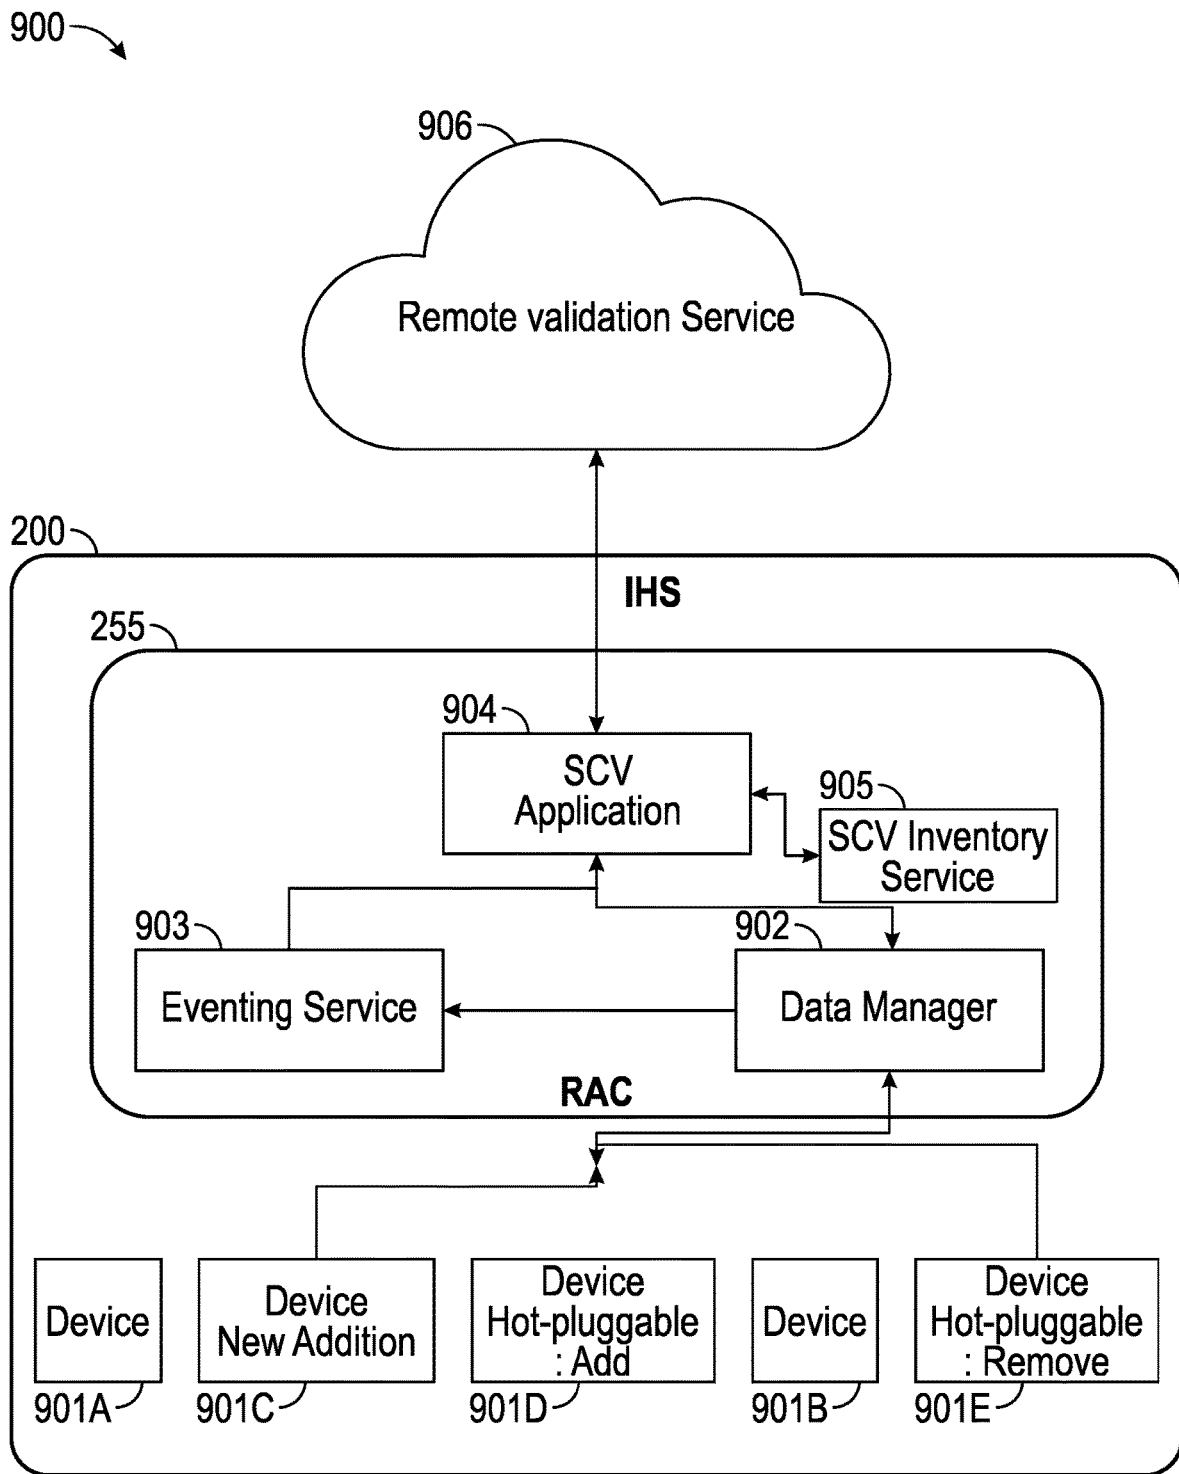 900
906
Remote validation Service
200
IHS
255
904
SCV
Application
905
SCV Inventory
Service
903
Eventing Service
902
Data Manager
RAC
Device
901A
Device
New Addition
901C
Device
Hot-pluggable
: Add
901D
Device
901B
Device
Hot-pluggable
: Remove
901E